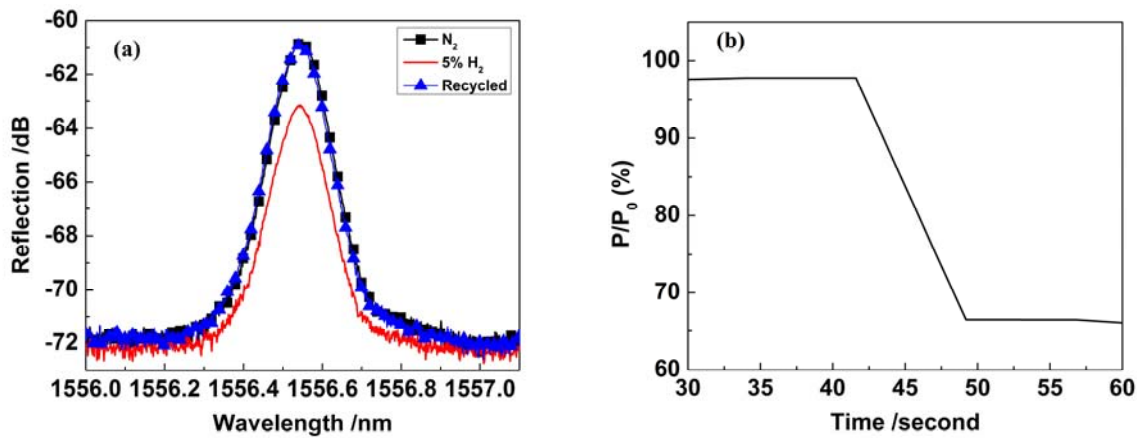 (a)
N2
5% H2
Recycled
-60
-62
-64
-66
-68
-70
-72
Reflection /dB
1556.0 1556.2 1556.4 1556.6 1556.8 1557.0
Wavelength /nm
(b)
100
90
80
70
60
P/P0 (%)
30 35 40 45 50 55 60
Time /second